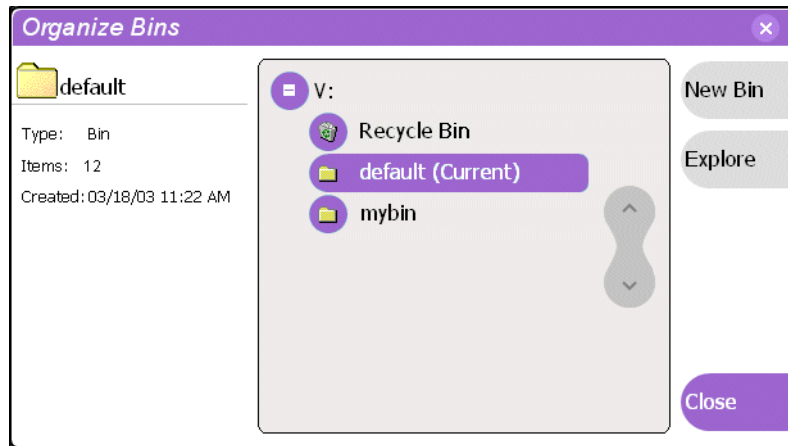 Organize Bins
default
Type: Bin
Items: 12
Created: 03/18/03 11:22 AM
V:
Recycle Bin
default (Current)
mybin
New Bin
Explore
Close